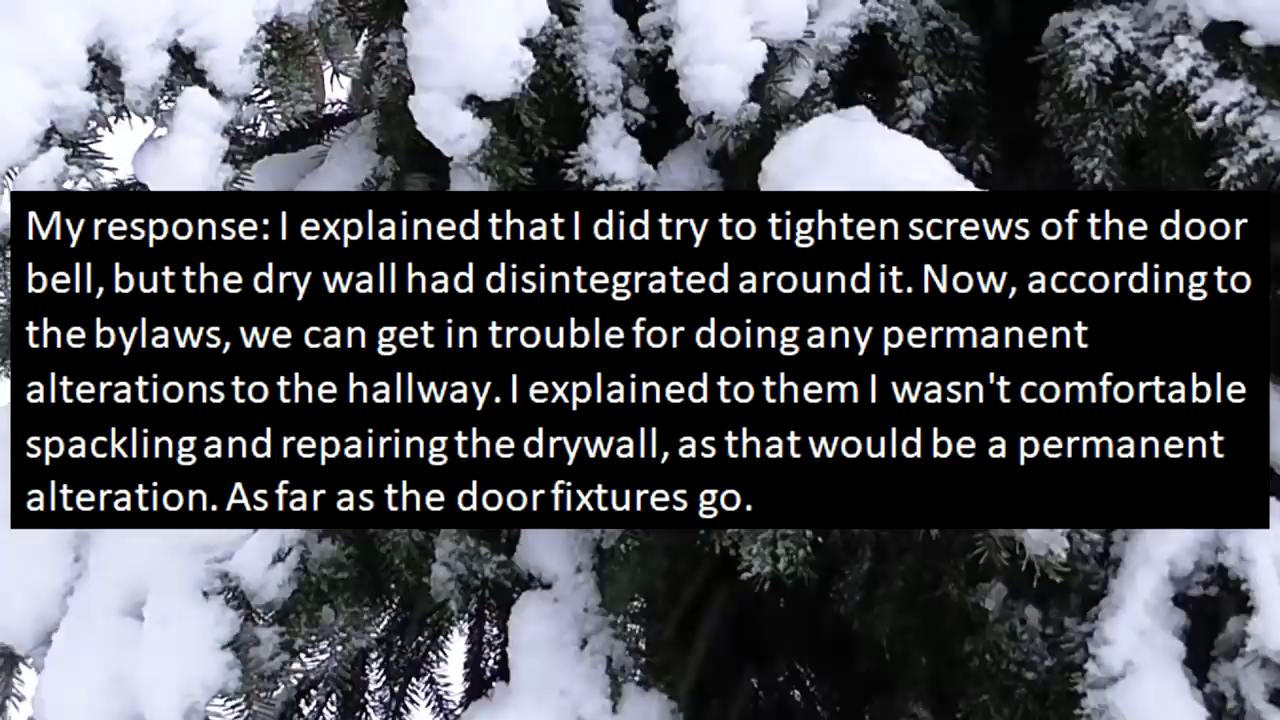 My response: I explained that I did try to tighten screws of the door
bell, but the dry wall had disintegrated around it. Now, according to
the bylaws, we can get in trouble for doing any permanent
alterations to the hallway. I explained to them I wasn't comfortable
spackling and repairing the drywall, as that would be a permanent
alteration. As far as the door fixtures go.